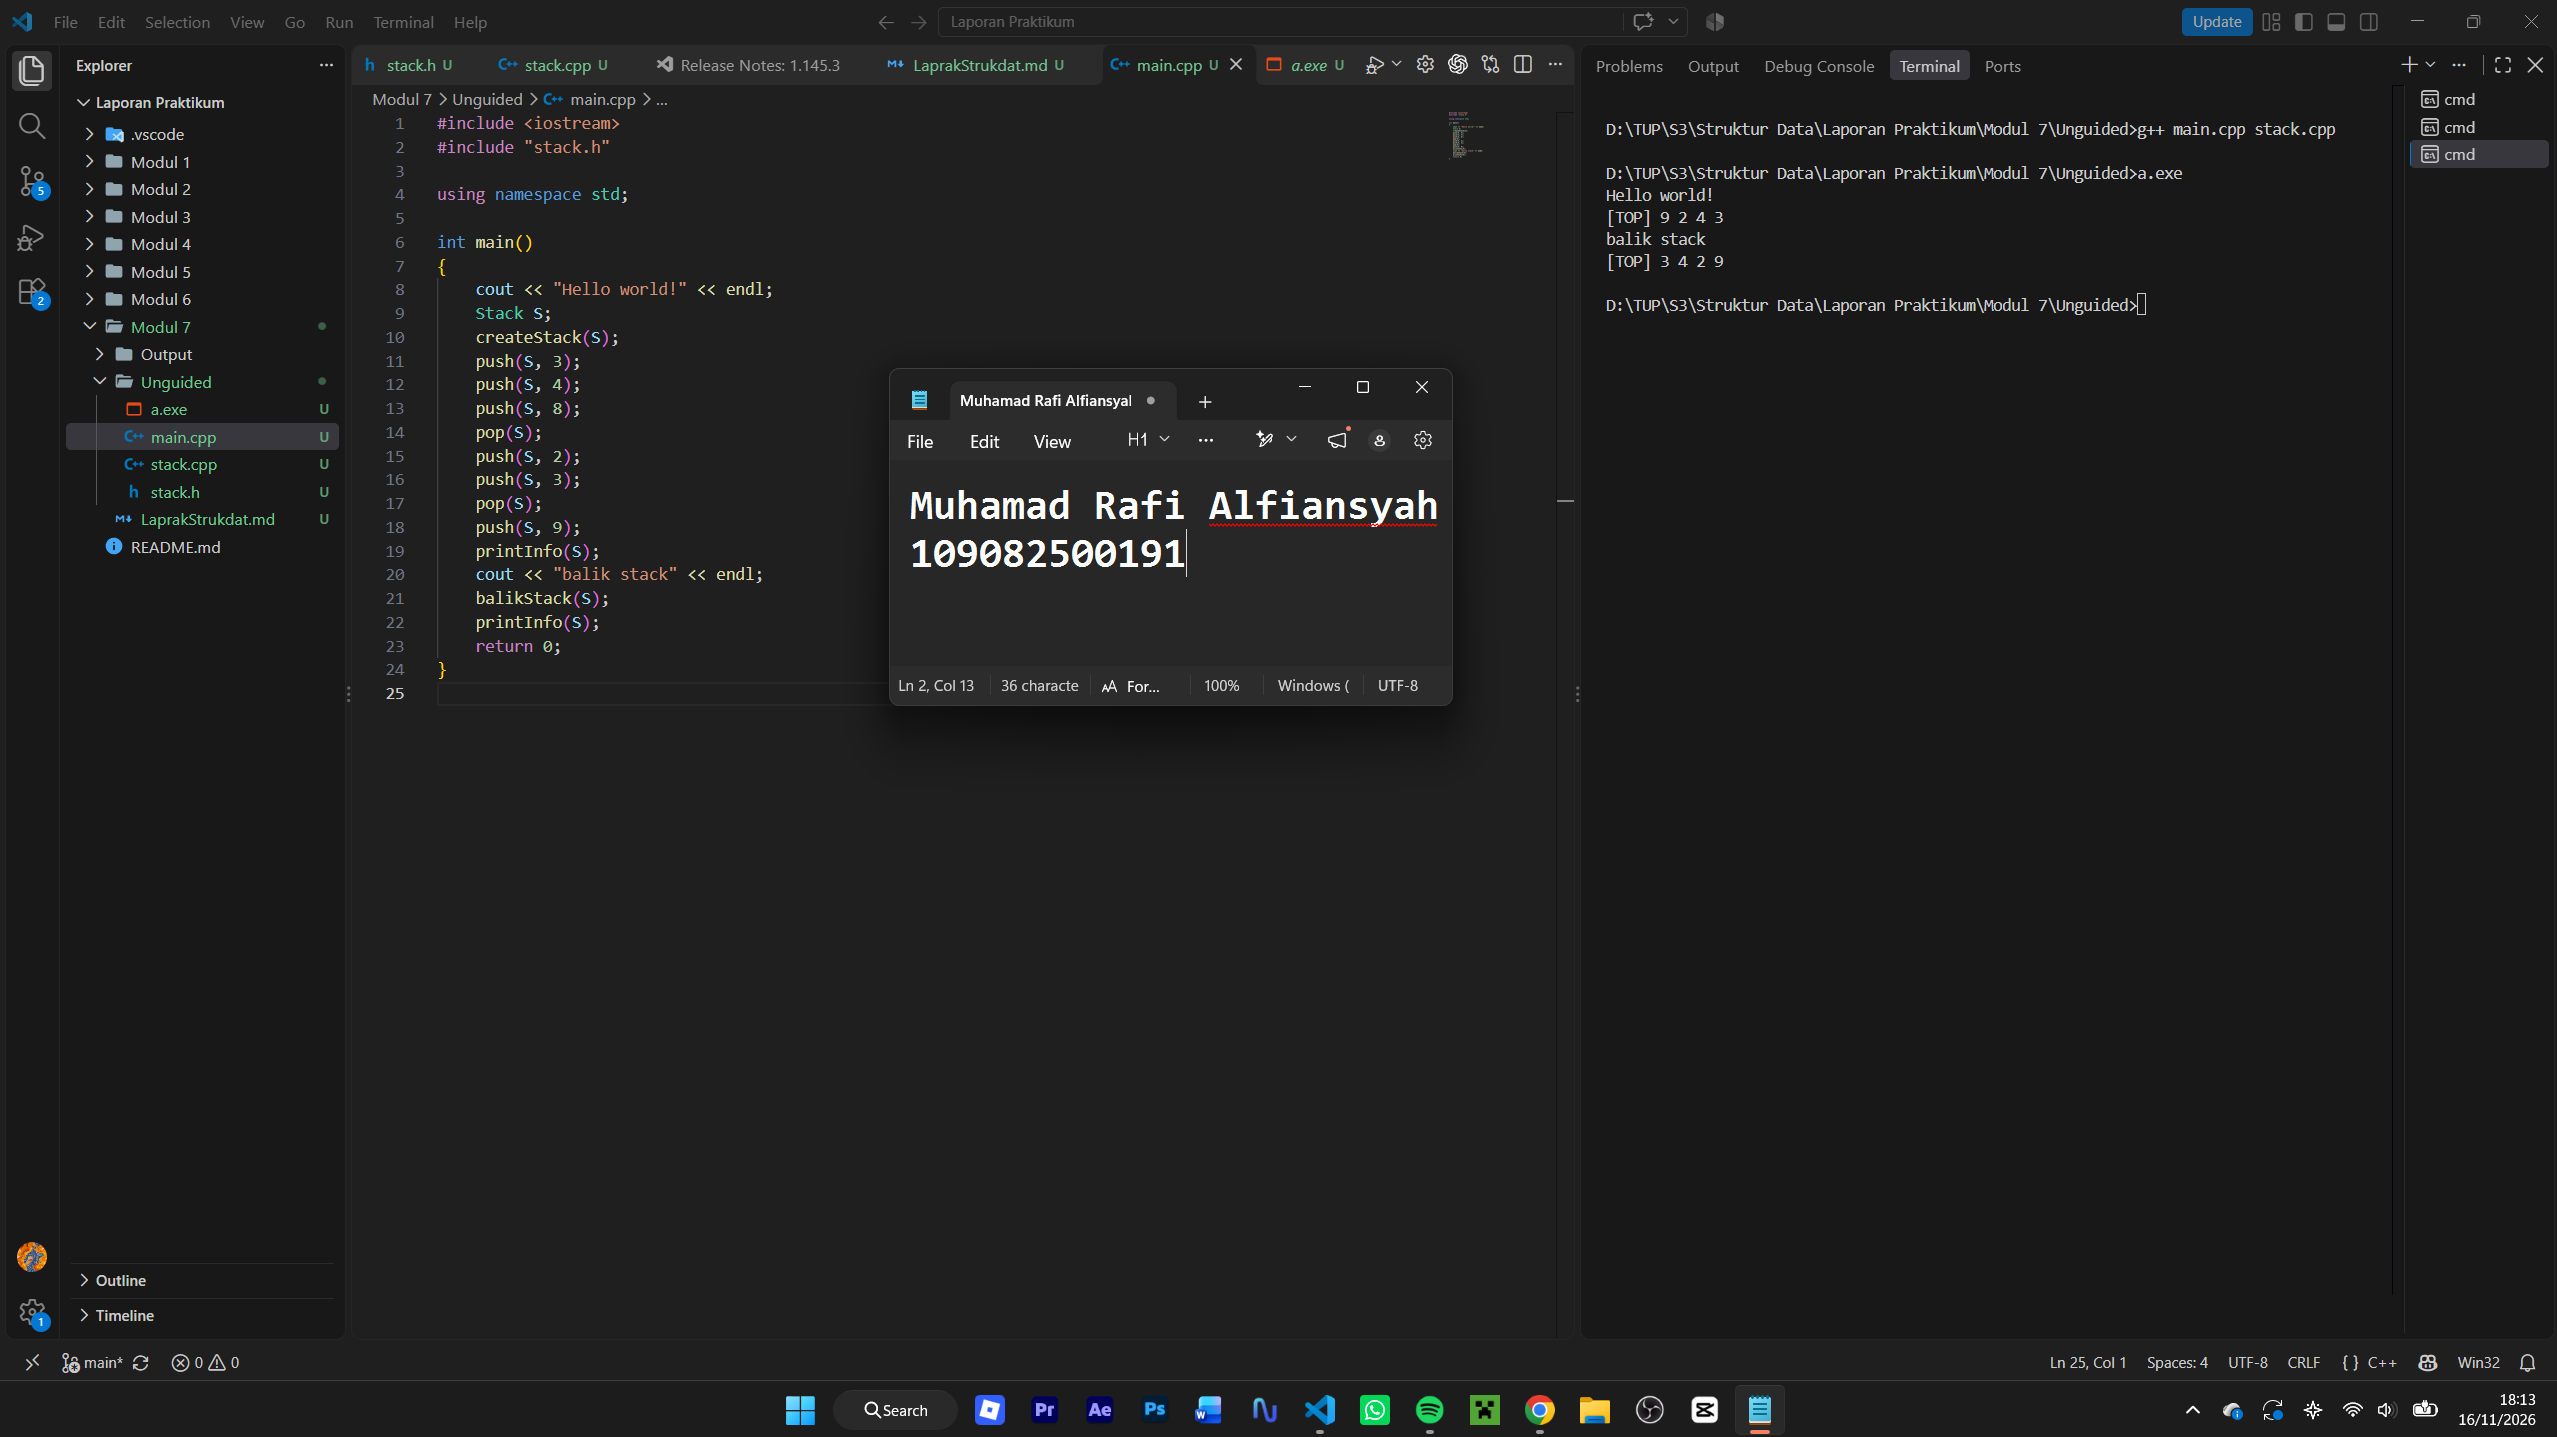 File Edit Selection View Go Run Terminal Help
Laporan Praktikum
Update
Explorer
Laporan Praktikum
.vscode
Modul 1
Modul 2
Modul 3
Modul 4
Modul 5
Modul 6
Modul 7
Output
Unguided
a.exe U
main.cpp U
stack.cpp U
stack.h U
LaprakStrukdat.md U
README.md
Outline
Timeline
5
2
1
stack.h U stack.cpp U Release Notes: 1.145.3 LaprakStrukdat.md U main.cpp U a.exe U
Modul 7 > Unguided > main.cpp > ...
1 #include <iostream>
2 #include "stack.h"
3
4 using namespace std;
5
6 int main()
7 {
8 cout << "Hello world!" << endl;
9 Stack S;
10 createStack(S);
11 push(S, 3);
12 push(S, 4);
13 push(S, 8);
14 pop(S);
15 push(S, 2);
16 push(S, 3);
17 pop(S);
18 push(S, 9);
19 printInfo(S);
20 cout << "balik stack" << endl;
21 balikStack(S);
22 printInfo(S);
23 return 0;
24 }
25
Muhamad Rafi Alfiansyal
File Edit View H1
Muhamad Rafi Alfiansyah
109082500191
Ln 2, Col 13 36 characte For... 100% Windows ( UTF-8
Problems Output Debug Console Terminal Ports
D:\TUP\S3\Struktur Data\Laporan Praktikum\Modul 7\Unguided>g++ main.cpp stack.cpp
D:\TUP\S3\Struktur Data\Laporan Praktikum\Modul 7\Unguided>a.exe
Hello world!
[TOP] 9 2 4 3
balik stack
[TOP] 3 4 2 9
D:\TUP\S3\Struktur Data\Laporan Praktikum\Modul 7\Unguided>
cmd
cmd
cmd
main* 0 0
Ln 25, Col 1 Spaces: 4 UTF-8 CRLF {} C++ Win32
Search
Pr
Ae
Ps
18:13
16/11/2026